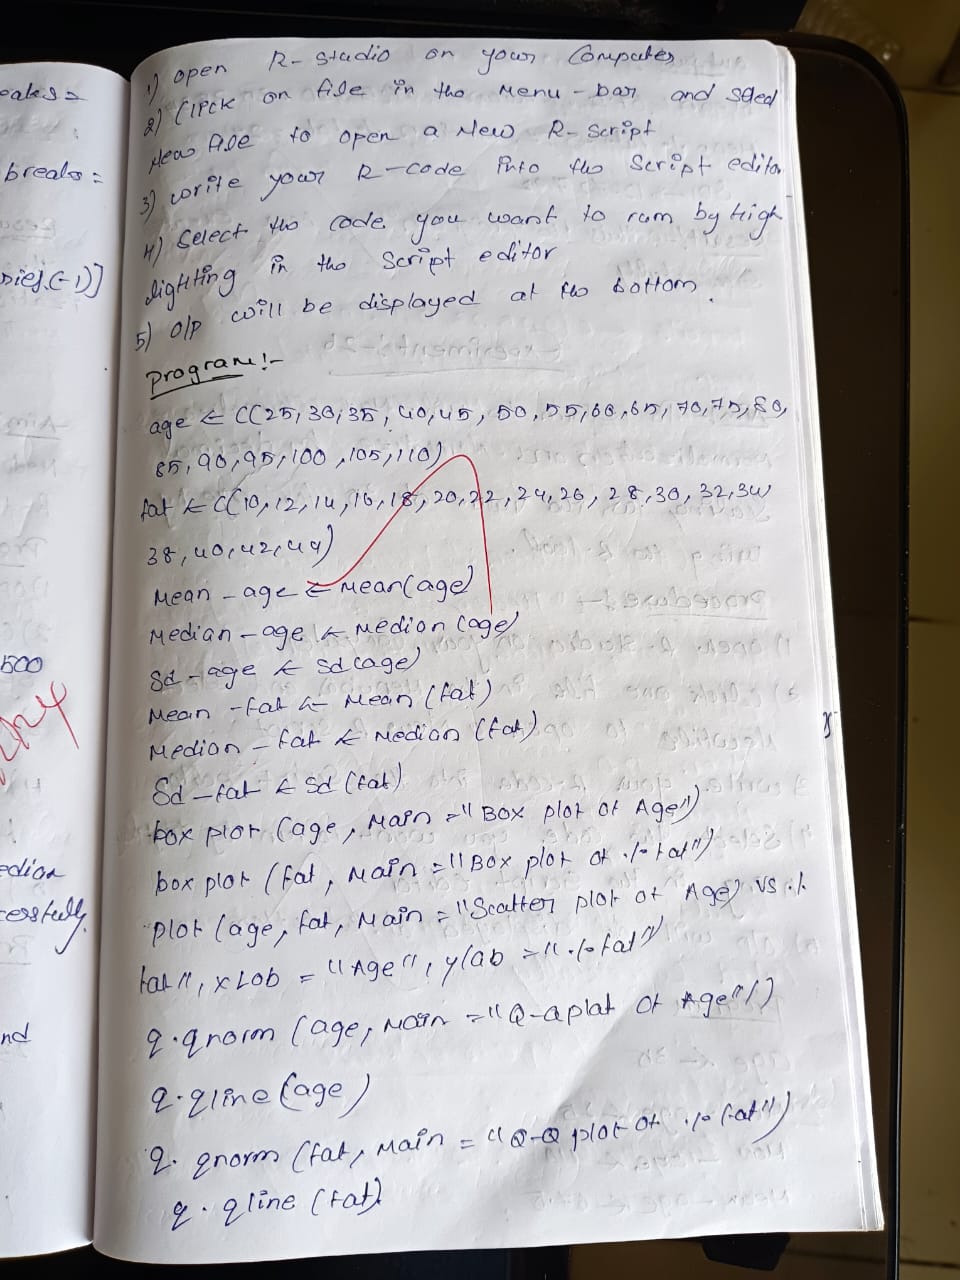 1) open R-Studio on your Computer
2) Click on file in the Menu-bar and Seled
New file to open a New R-Script
3) write your R-code into the Script editor
4) Select the code you want to ram by high
lighting in the Script editor
5) O/P will be displayed at the bottom.
Program:-
age ← C(25,30,35,40,45,50,55,60,65,70,75,80,
85,90,95,100,105,110)
fat ← C(10,12,14,16,18,20,22,24,26,28,30,32,34
38,40,42,44)
Mean-age ← Mean(age)
Median-age ← Median(age)
Sd-age ← Sd(age)
Mean-fat ← Mean(fat)
Median-fat ← Median(fat)
Sd-fat ← Sd(fat)
box plot (age, Main="Box plot of Age")
box plot (fat, Main="Box plot of % fat")
plot (age, fat, Main="Scatter plot of Age) vs %
fat", xLab = "Age", ylab="% fat"
q.qnorm (age, Main="Q-Qplot of Age")
q.qline(age)
q.qnorm (fat, Main = "Q-Q plot of % fat")
q.qline (fat)
breaks=
ries(-1)]
500
edian
cessfully.
nd